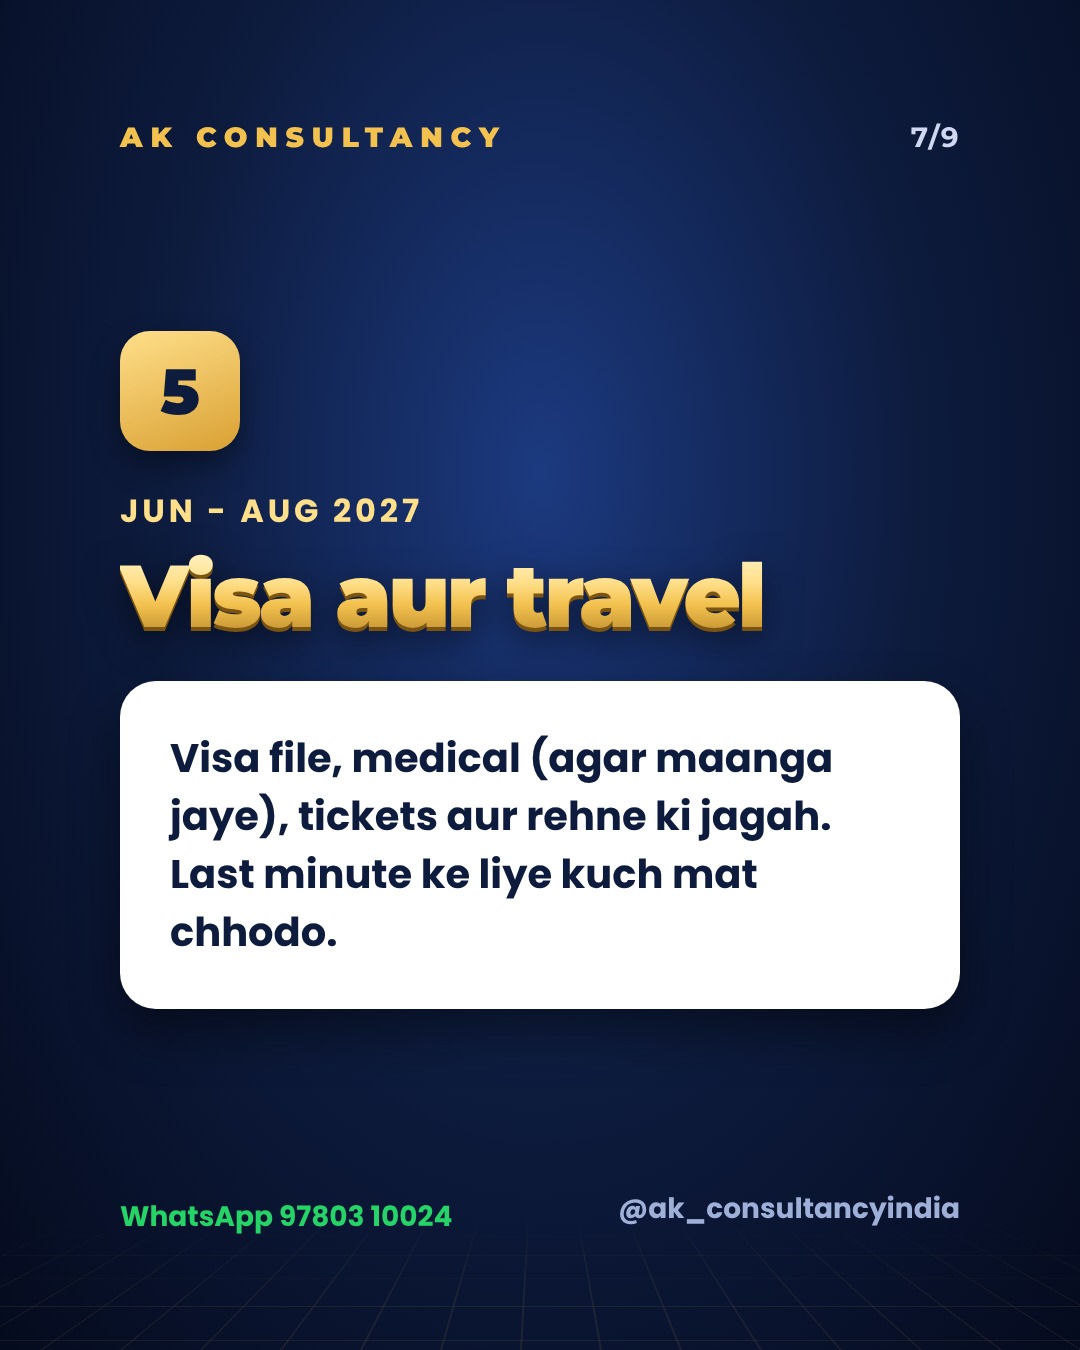 AK CONSULTANCY
7/9
5
JUN – AUG 2027
Visa aur travel
Visa file, medical (agar maanga
jaye), tickets aur rehne ki jagah.
Last minute ke liye kuch mat
chhodo.
WhatsApp 97803 10024
@ak_consultancyindia